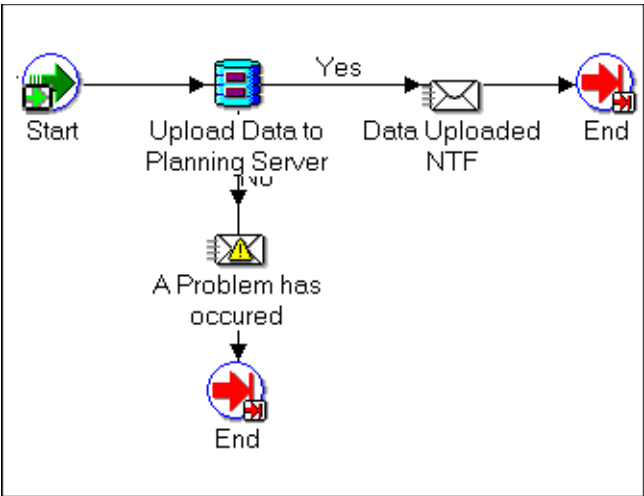 Yes
Start
Upload Data to
Planning Server
Data Uploaded
NTF
End
A Problem has
occured
End